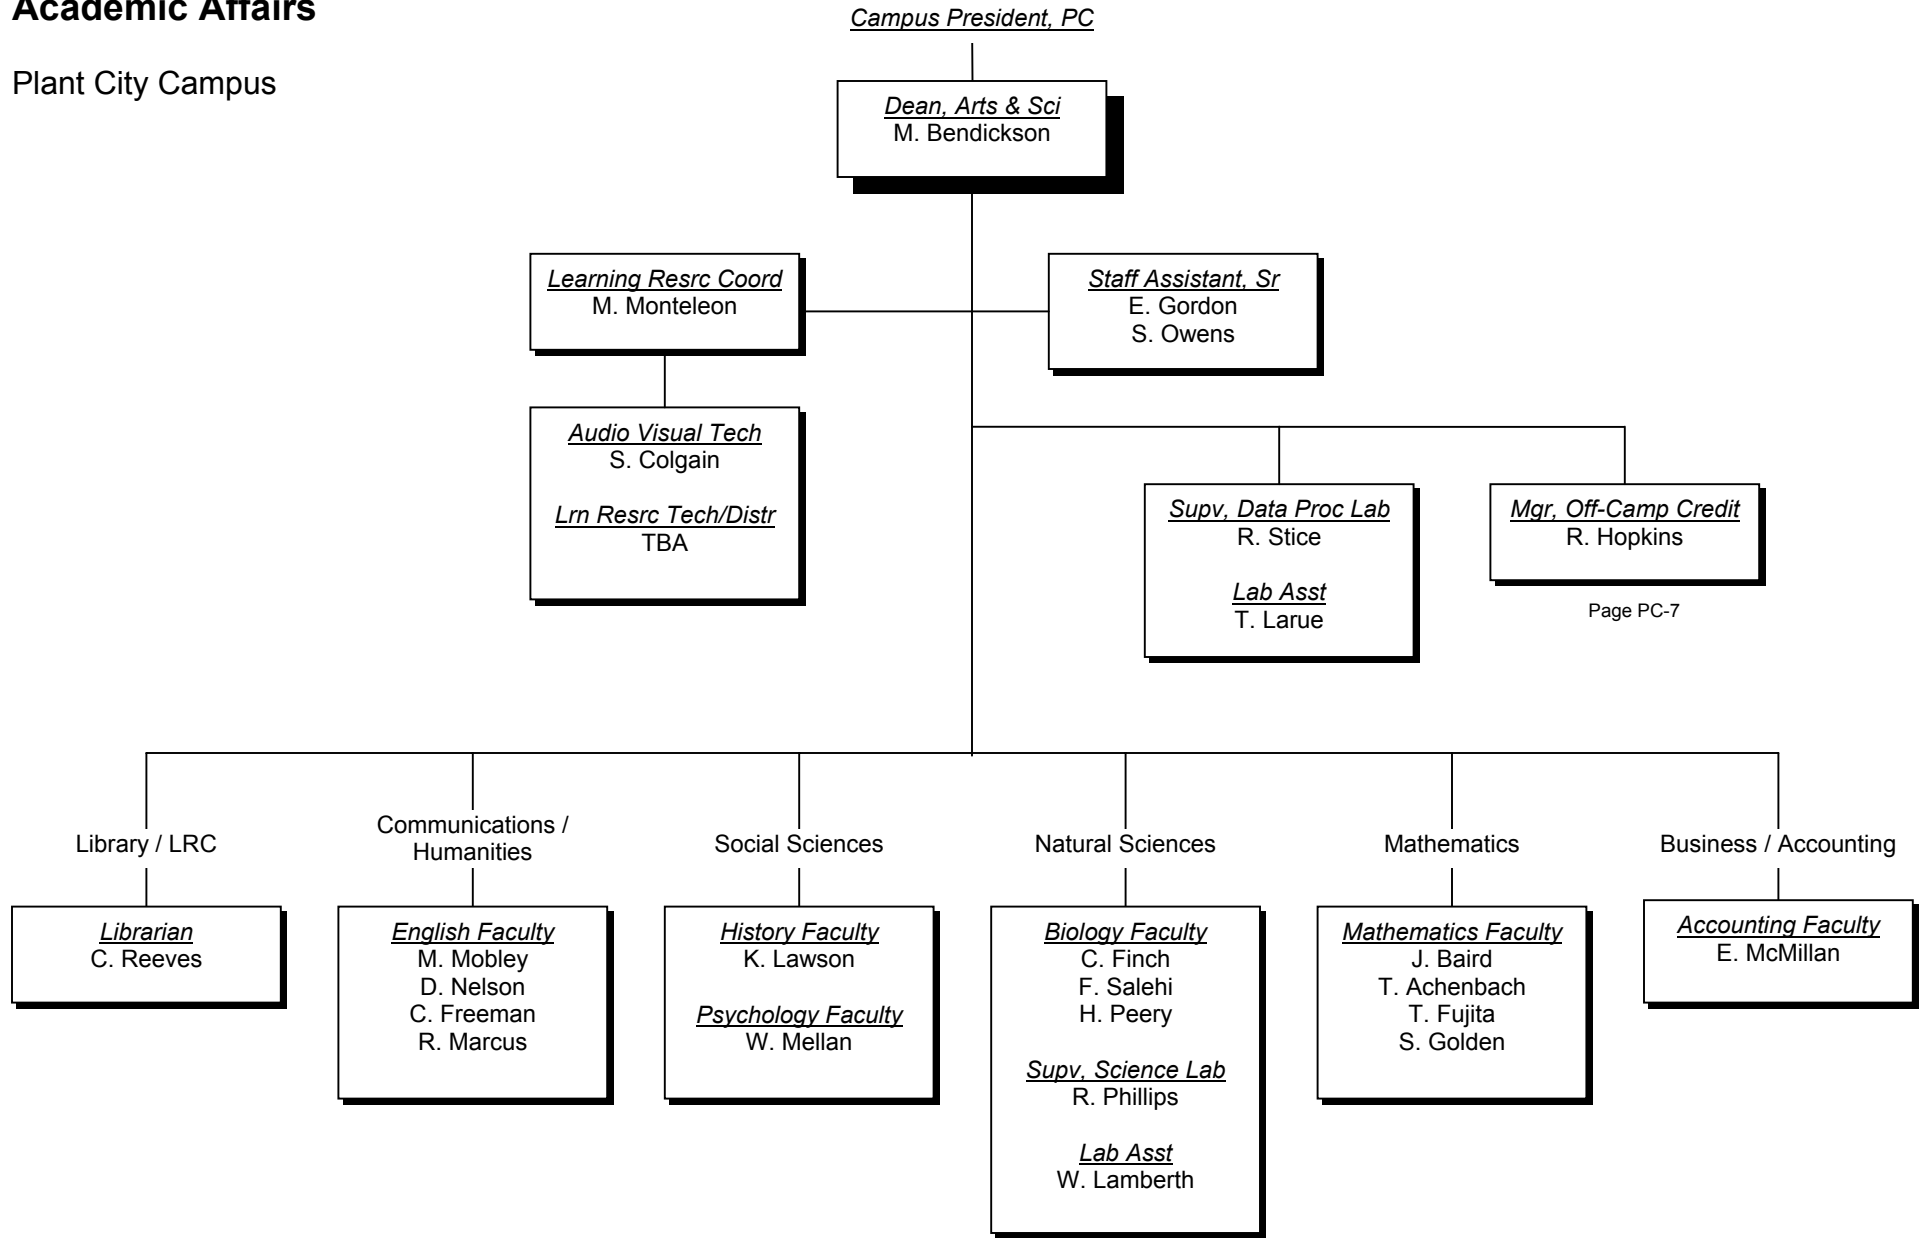 Academic Affairs
Plant City Campus
Campus President, PC
Dean, Arts & Sci
M. Bendickson
Learning Resrc Coord
M. Monteleon
Staff Assistant, Sr
E. Gordon
S. Owens
Audio Visual Tech
S. Colgain
Lrn Resrc Tech/Distr
TBA
Supv, Data Proc Lab
R. Stice
Lab Asst
T. Larue
Mgr, Off-Camp Credit
R. Hopkins
Page PC-7
Library / LRC
Librarian
C. Reeves
Communications /
Humanities
English Faculty
M. Mobley
D. Nelson
C. Freeman
R. Marcus
Social Sciences
History Faculty
K. Lawson
Psychology Faculty
W. Mellan
Natural Sciences
Biology Faculty
C. Finch
F. Salehi
H. Peery
Supv, Science Lab
R. Phillips
Lab Asst
W. Lamberth
Mathematics
Mathematics Faculty
J. Baird
T. Achenbach
T. Fujita
S. Golden
Business / Accounting
Accounting Faculty
E. McMillan